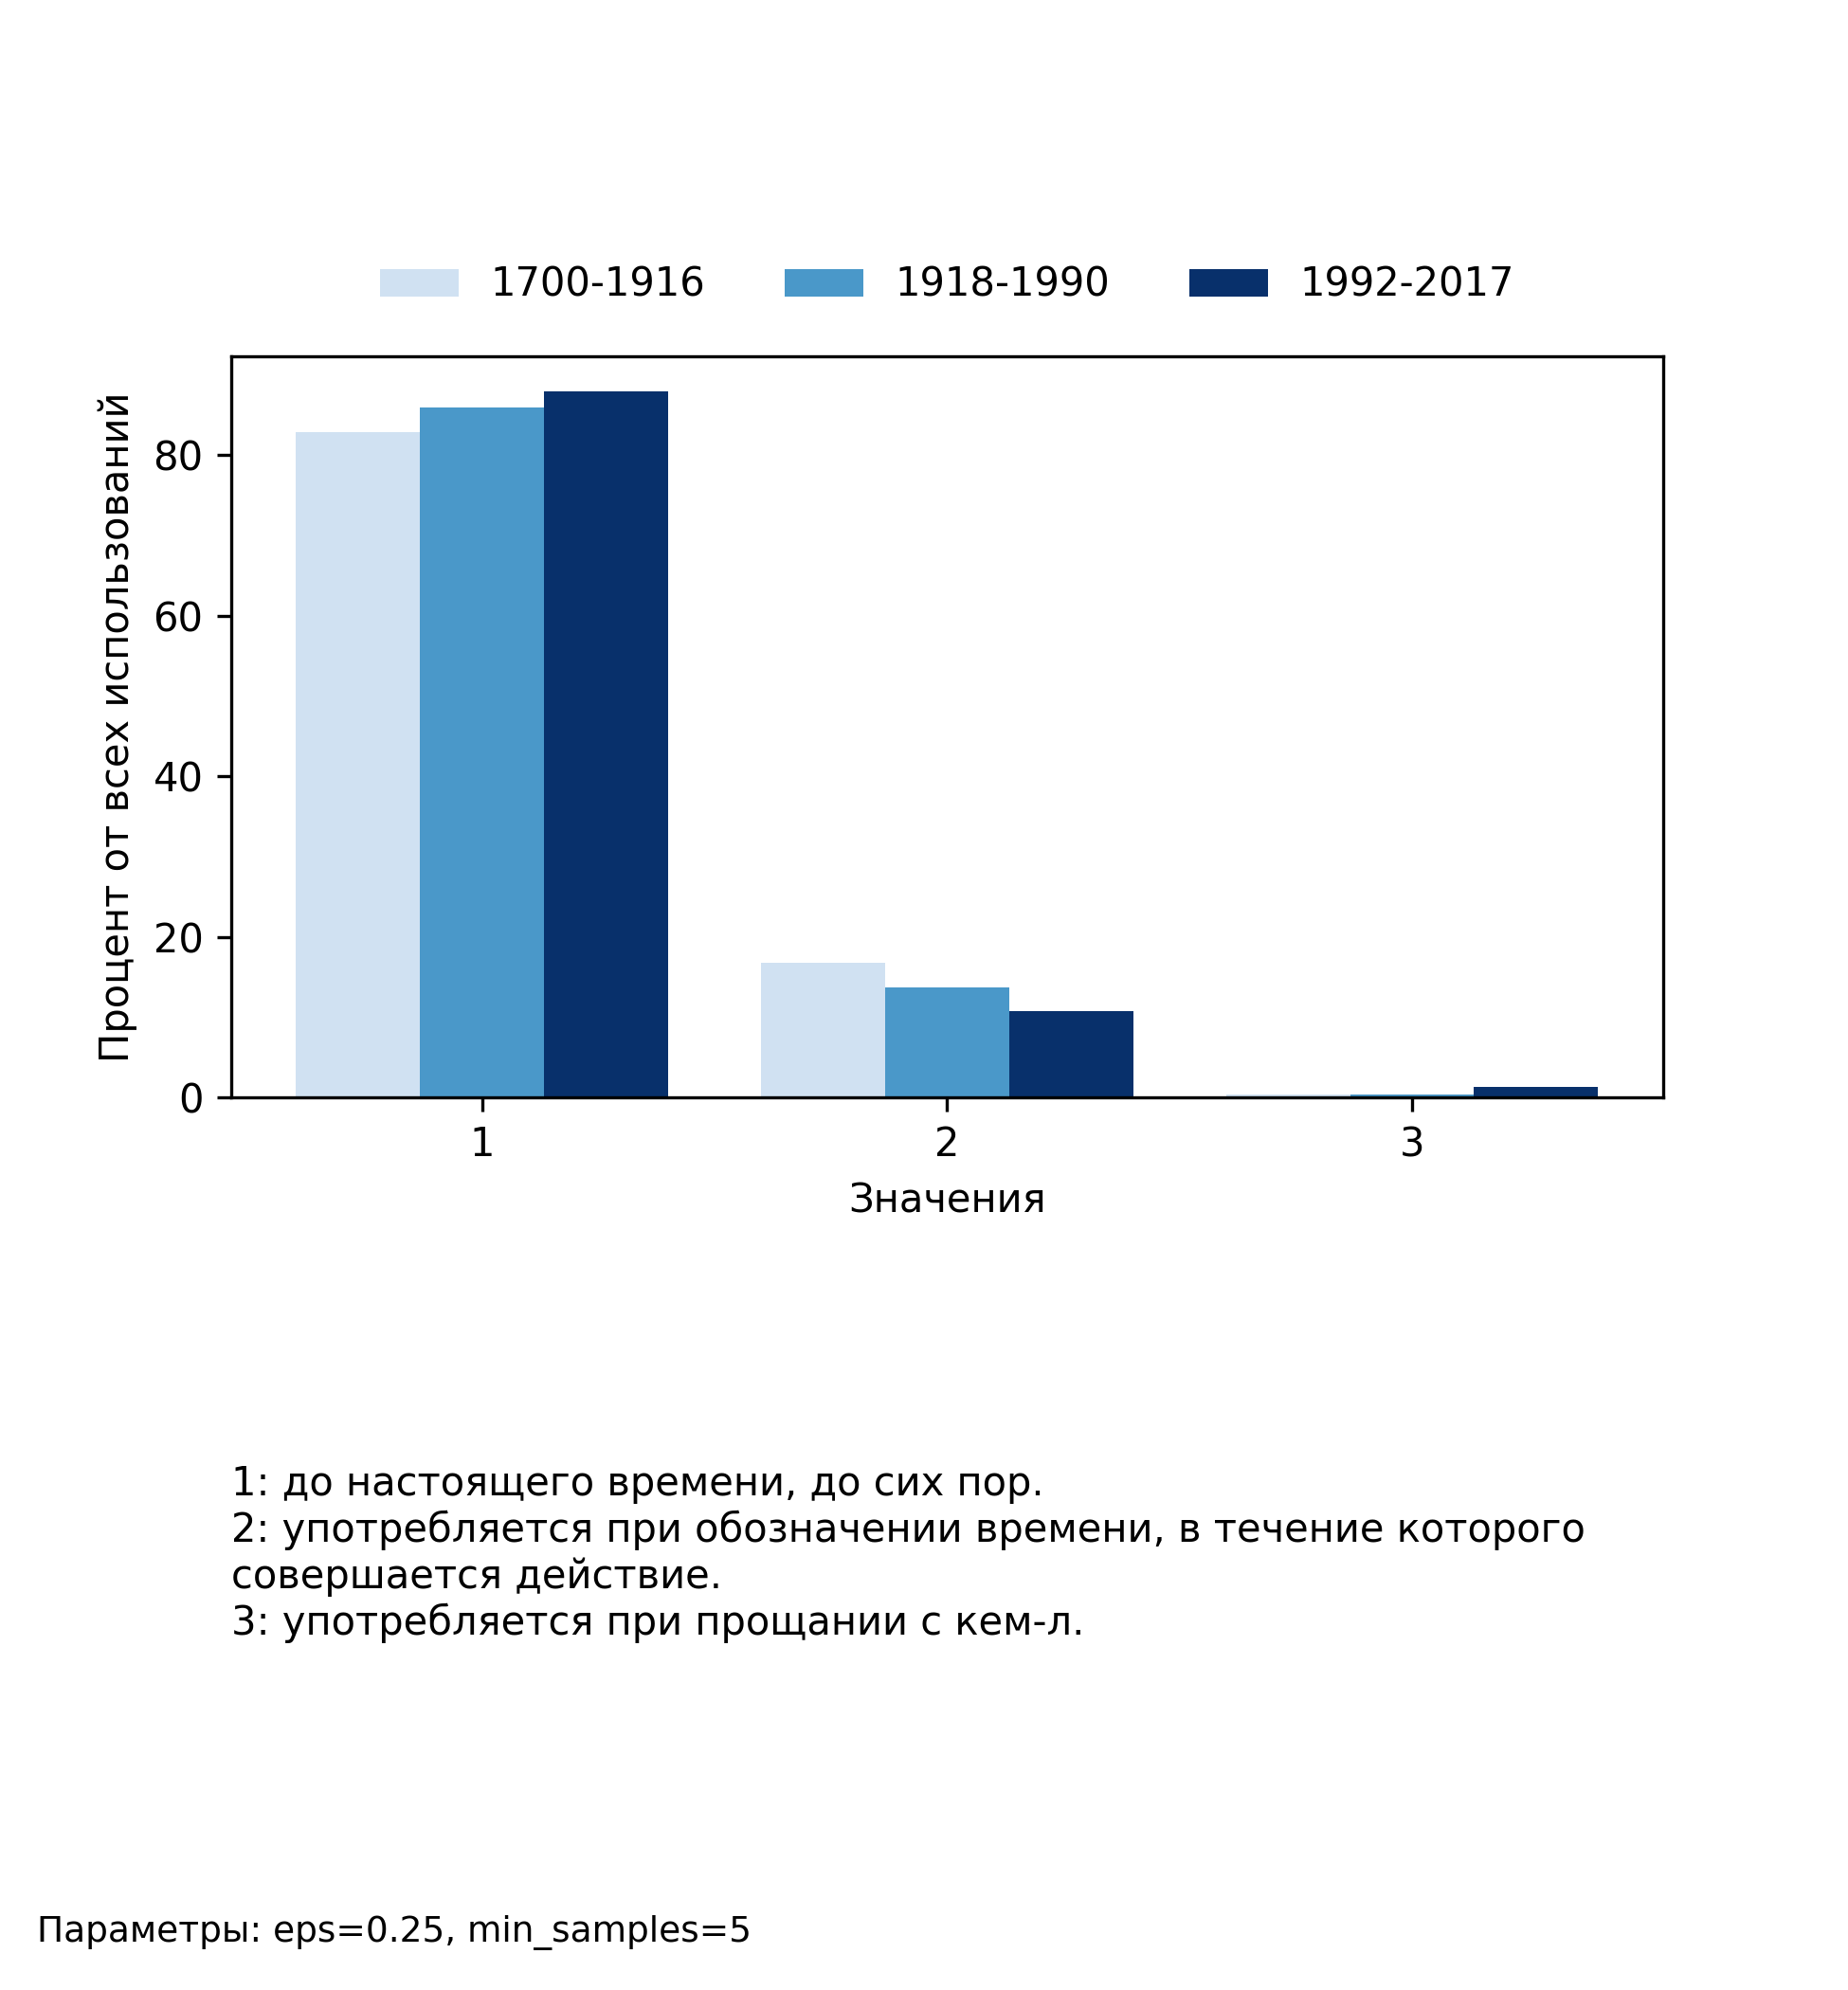 1700-1916 1918-1990 1992-2017
Процент от всех использований
80
60
40
20
0
1 2 3
Значения
1: до настоящего времени, до сих пор.
2: употребляется при обозначении времени, в течение которого
совершается действие.
3: употребляется при прощании с кем-л.
Параметры: eps=0.25, min_samples=5